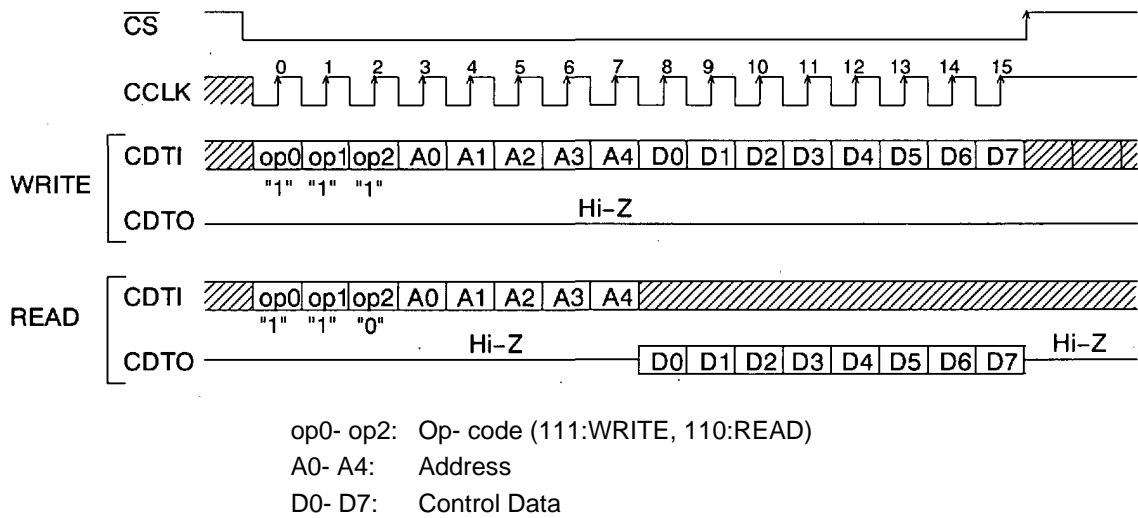 CS
0 1 2 3 4 5 6 7 8 9 10 11 12 13 14 15
CCLK
WRITE
CDTI op0 op1 op2 A0 A1 A2 A3 A4 D0 D1 D2 D3 D4 D5 D6 D7
"1" "1" "1"
Hi-Z
CDTO
READ
CDTI op0 op1 op2 A0 A1 A2 A3 A4
"1" "1" "0"
Hi-Z Hi-Z
CDTO D0 D1 D2 D3 D4 D5 D6 D7
op0- op2: Op- code (111:WRITE, 110:READ)
A0- A4: Address
D0- D7: Control Data